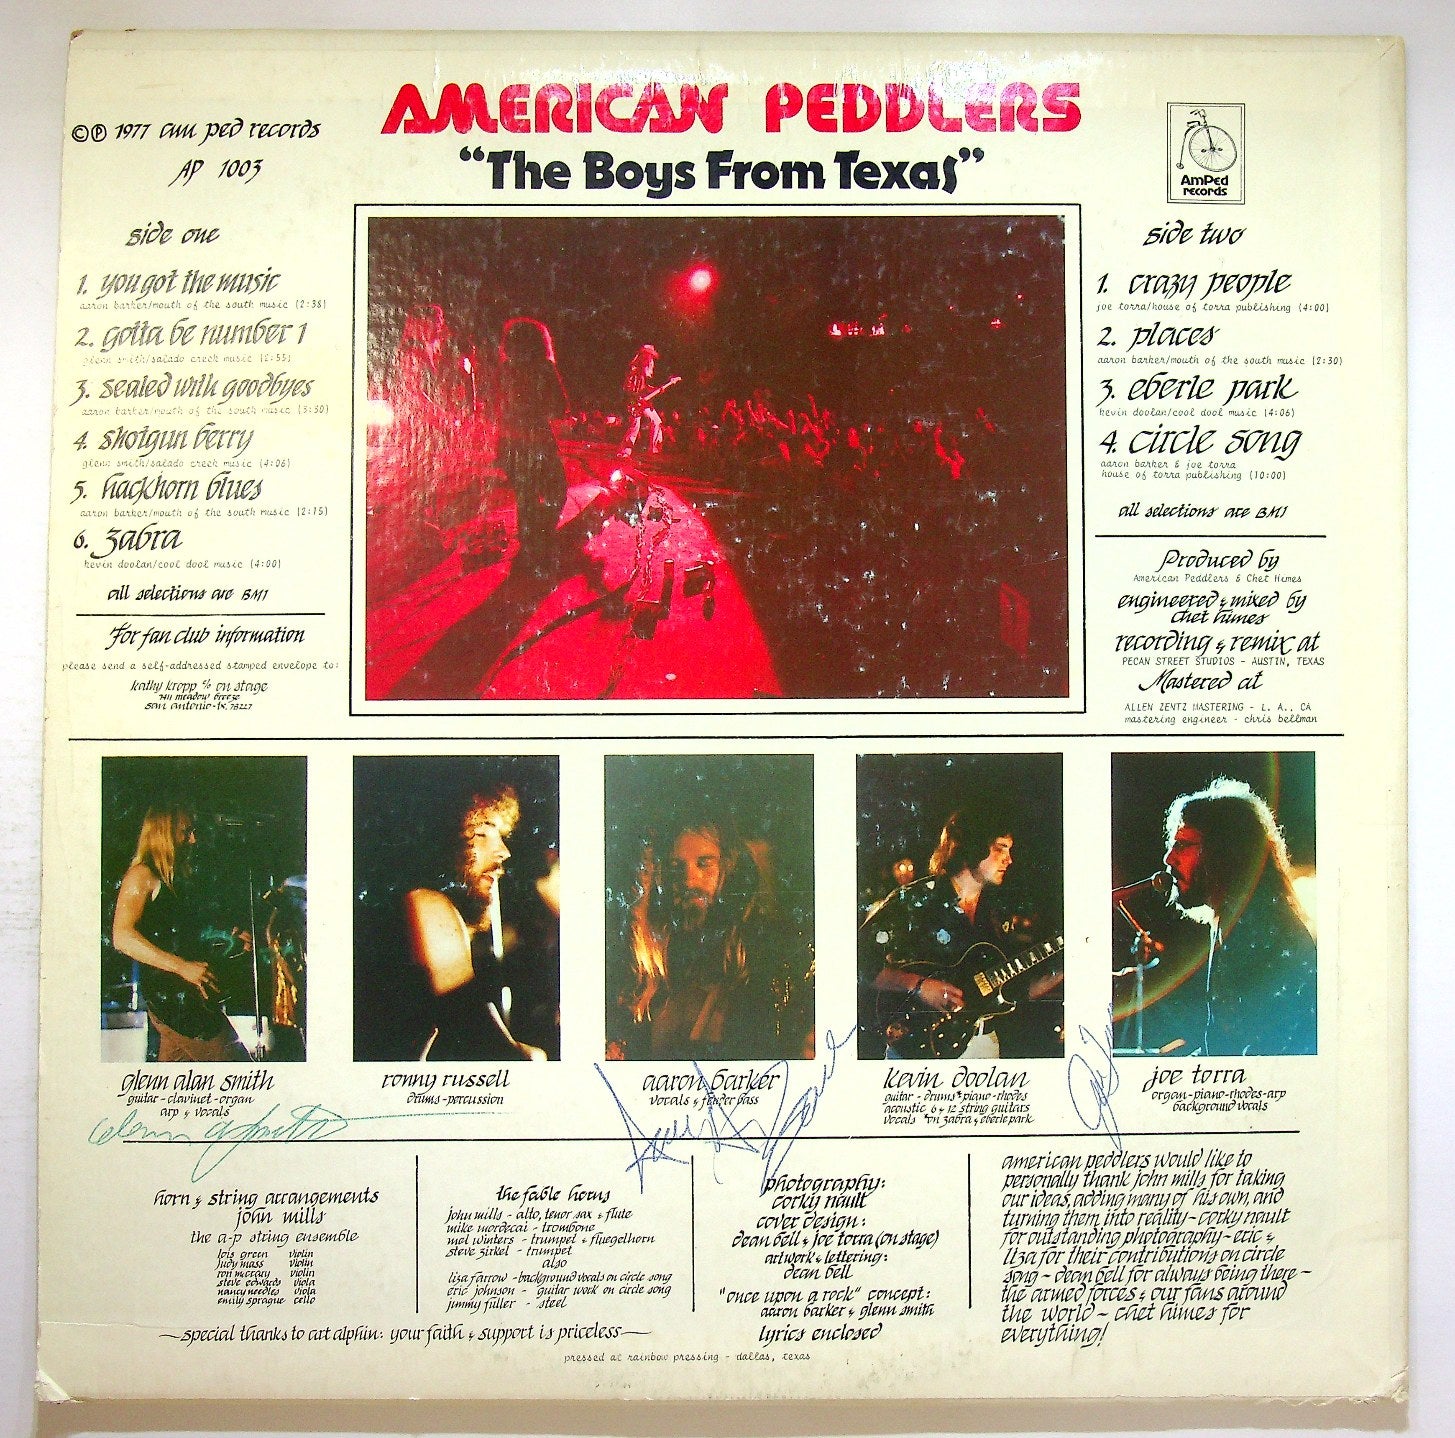 AMERICAN PEDDLERS
"The Boys From Texas"
©℗ 1977 am ped records
AP 1003
AmPed
records
side one
1. you got the music
aaron barker/mouth of the south music (2:38)
2. gotta be number 1
glenn smith/salado creek music (2:55)
3. sealed with goodbyes
aaron barker/mouth of the south music (3:30)
4. shotgun berry
glenn smith/salado creek music (4:06)
5. hackhorn blues
aaron barker/mouth of the south music (2:15)
6. zabra
kevin doolan/cool dool music (4:00)
all selections are BMI
For fan club information
please send a self-addressed stamped envelope to:
kathy kropp % on stage
7411 meadow breeze
san antonio-tx. 78227
side two
1. crazy people
joe torra/house of torra publishing (4:00)
2. places
aaron barker/mouth of the south music (2:30)
3. eberle park
kevin doolan/cool dool music (4:06)
4. circle song
aaron barker & joe torra
house of torra publishing (10:00)
all selections are BMI
Produced by
American Peddlers & Chet Himes
engineered & mixed by
chet himes
recording & remix at
PECAN STREET STUDIOS - AUSTIN, TEXAS
Mastered at
ALLEN ZENTZ MASTERING - L. A., CA
mastering engineer - chris bellman
glenn alan smith
guitar-clavinet-organ
arp & vocals
Glenn A Smith
ronny russell
drums-percussion
aaron barker
vocals & fender bass
kevin doolan
guitar - drums - piano-rhodes
acoustic 6 & 12 string guitars
vocals "on zabra & eberle park
joe torra
organ-piano-rhodes-arp
background vocals
horn & string arrangements
john mills
the a-p string ensemble
lois green violin
judy mass violin
ron mccrary violin
steve edwards viola
nancy needles viola
emily sprague cello
the fable horns
john mills - alto, tenor sax & flute
mike mordecai - trombone
mel winters - trumpet & fluegelhorn
steve zirkel - trumpet
also
liza farrow - background vocals on circle song
eric johnson - guitar work on circle song
jimmy fuller - steel
photography:
corky nault
cover design:
dean bell & joe torra (on stage)
artwork & lettering:
dean bell
"once upon a rock" concept:
aaron barker & glenn smith
lyrics enclosed
american peddlers would like to
personally thank john mills for taking
our ideas, adding many of his own, and
turning them into reality - corky nault
for outstanding photography - eric &
liza for their contributions on circle
song - dean bell for always being there -
the armed forces & our fans around
the world - chet himes for
everything!
—special thanks to art alphin: your faith & support is priceless—
pressed at rainbow pressing - dallas, texas